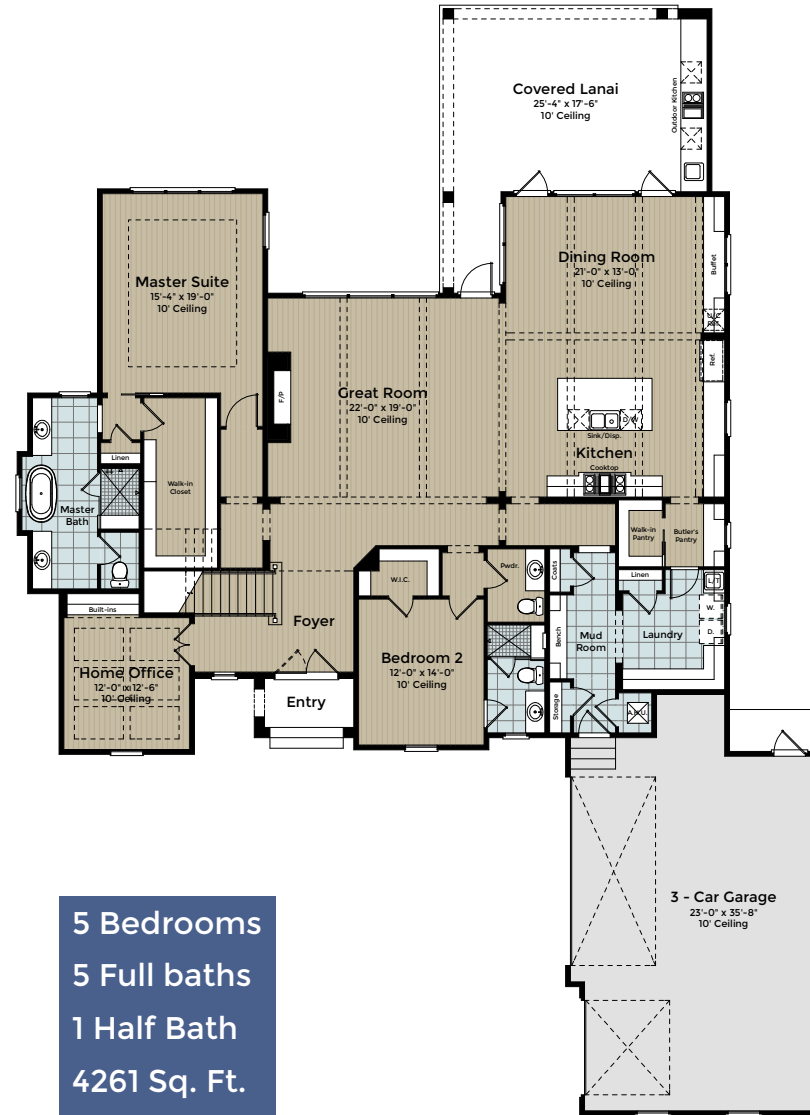 Covered Lanai
25'-4" x 17'-6"
10' Ceiling
Outdoor Kitchen
Master Suite
15'-4" x 19'-0"
10' Ceiling
Dining Room
21'-0" x 13'-0"
10' Ceiling
Buffet
Ref.
Great Room
22'-0" x 19'-0"
10' Ceiling
F/P
D/W
Sink/Disp.
Kitchen
Cooktop
Linen
Walk-in
Closet
Master
Bath
Walk-in
Pantry
Butler's
Pantry
W.I.C.
Pwdr.
Coats
Linen
L/T
W.
D.
Built-ins
Foyer
Bench
Mud
Room
Laundry
Home Office
12'-0" x 12'-6"
10' Ceiling
Bedroom 2
12'-0" x 14'-0"
10' Ceiling
Entry
Storage
A.H.U.
3 - Car Garage
23'-0" x 35'-8"
10' Ceiling
5 Bedrooms
5 Full baths
1 Half Bath
4261 Sq. Ft.